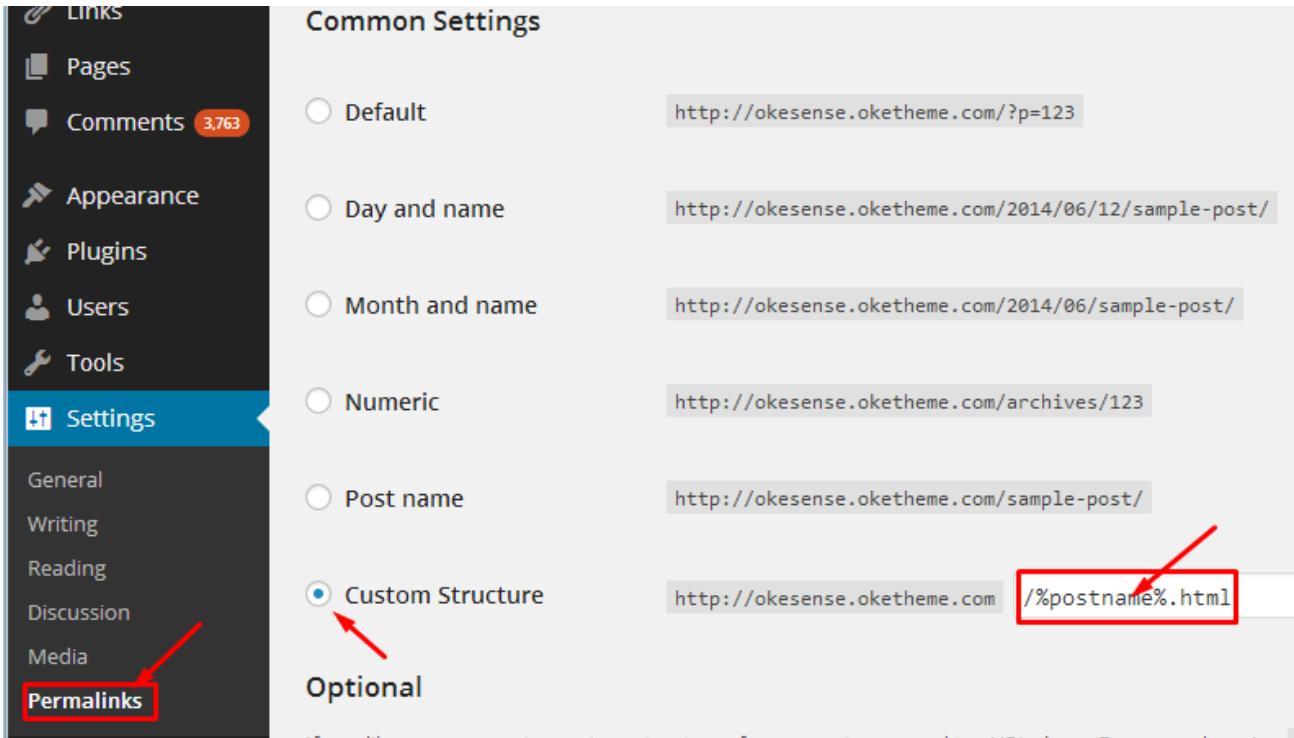 Links
Pages
Comments 3,763
Appearance
Plugins
Users
Tools
Settings
General
Writing
Reading
Discussion
Media
Permalinks
Common Settings
Default http://okesense.oketheme.com/?p=123
Day and name http://okesense.oketheme.com/2014/06/12/sample-post/
Month and name http://okesense.oketheme.com/2014/06/sample-post/
Numeric http://okesense.oketheme.com/archives/123
Post name http://okesense.oketheme.com/sample-post/
Custom Structure http://okesense.oketheme.com /%postname%.html
Optional